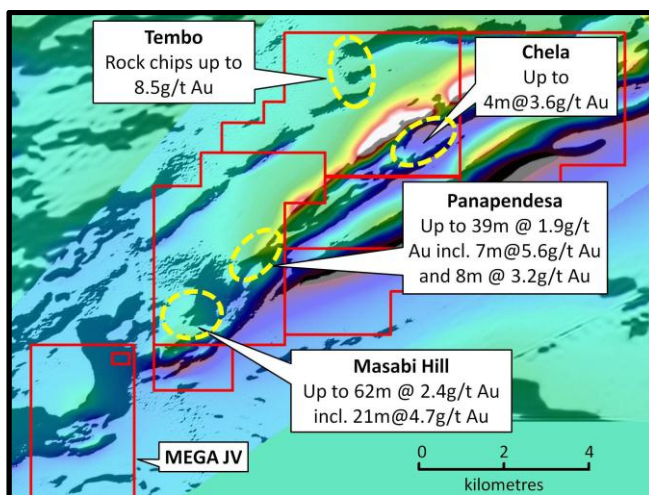 Tembo
Rock chips up to
8.5g/t Au
Chela
Up to
4m@3.6g/t Au
Panapendesa
Up to 39m @ 1.9g/t
Au incl. 7m@5.6g/t Au
and 8m @ 3.2g/t Au
Masabi Hill
Up to 62m @ 2.4g/t Au
incl. 21m@4.7g/t Au
MEGA JV
0 2 4
kilometres